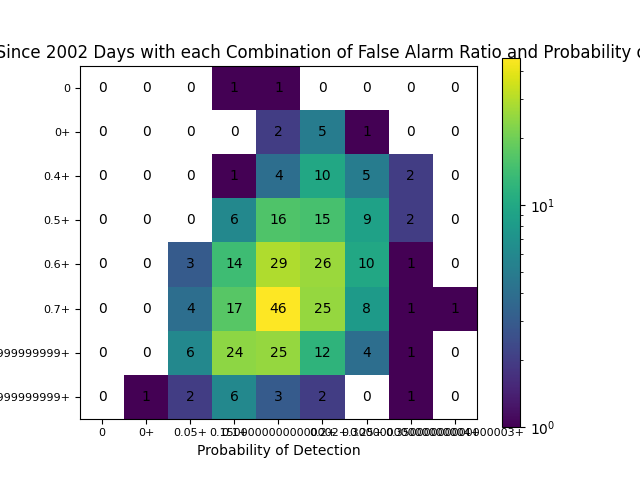 Since 2002 Days with each Combination of False Alarm Ratio and Probability
0 0 0 0 1 1 0 0 0 0
0+ 0 0 0 0 2 5 1 0 0
0.4+ 0 0 0 1 4 10 5 2 0
0.5+ 0 0 0 6 16 15 9 2 0
0.6+ 0 0 3 14 29 26 10 1 0
0.7+ 0 0 4 17 46 25 8 1 1
999999999+ 0 0 6 24 25 12 4 1 0
999999999+ 0 1 2 6 3 2 0 1 0
0 0+ 0.05+
Probability of Detection
10^1
10^0